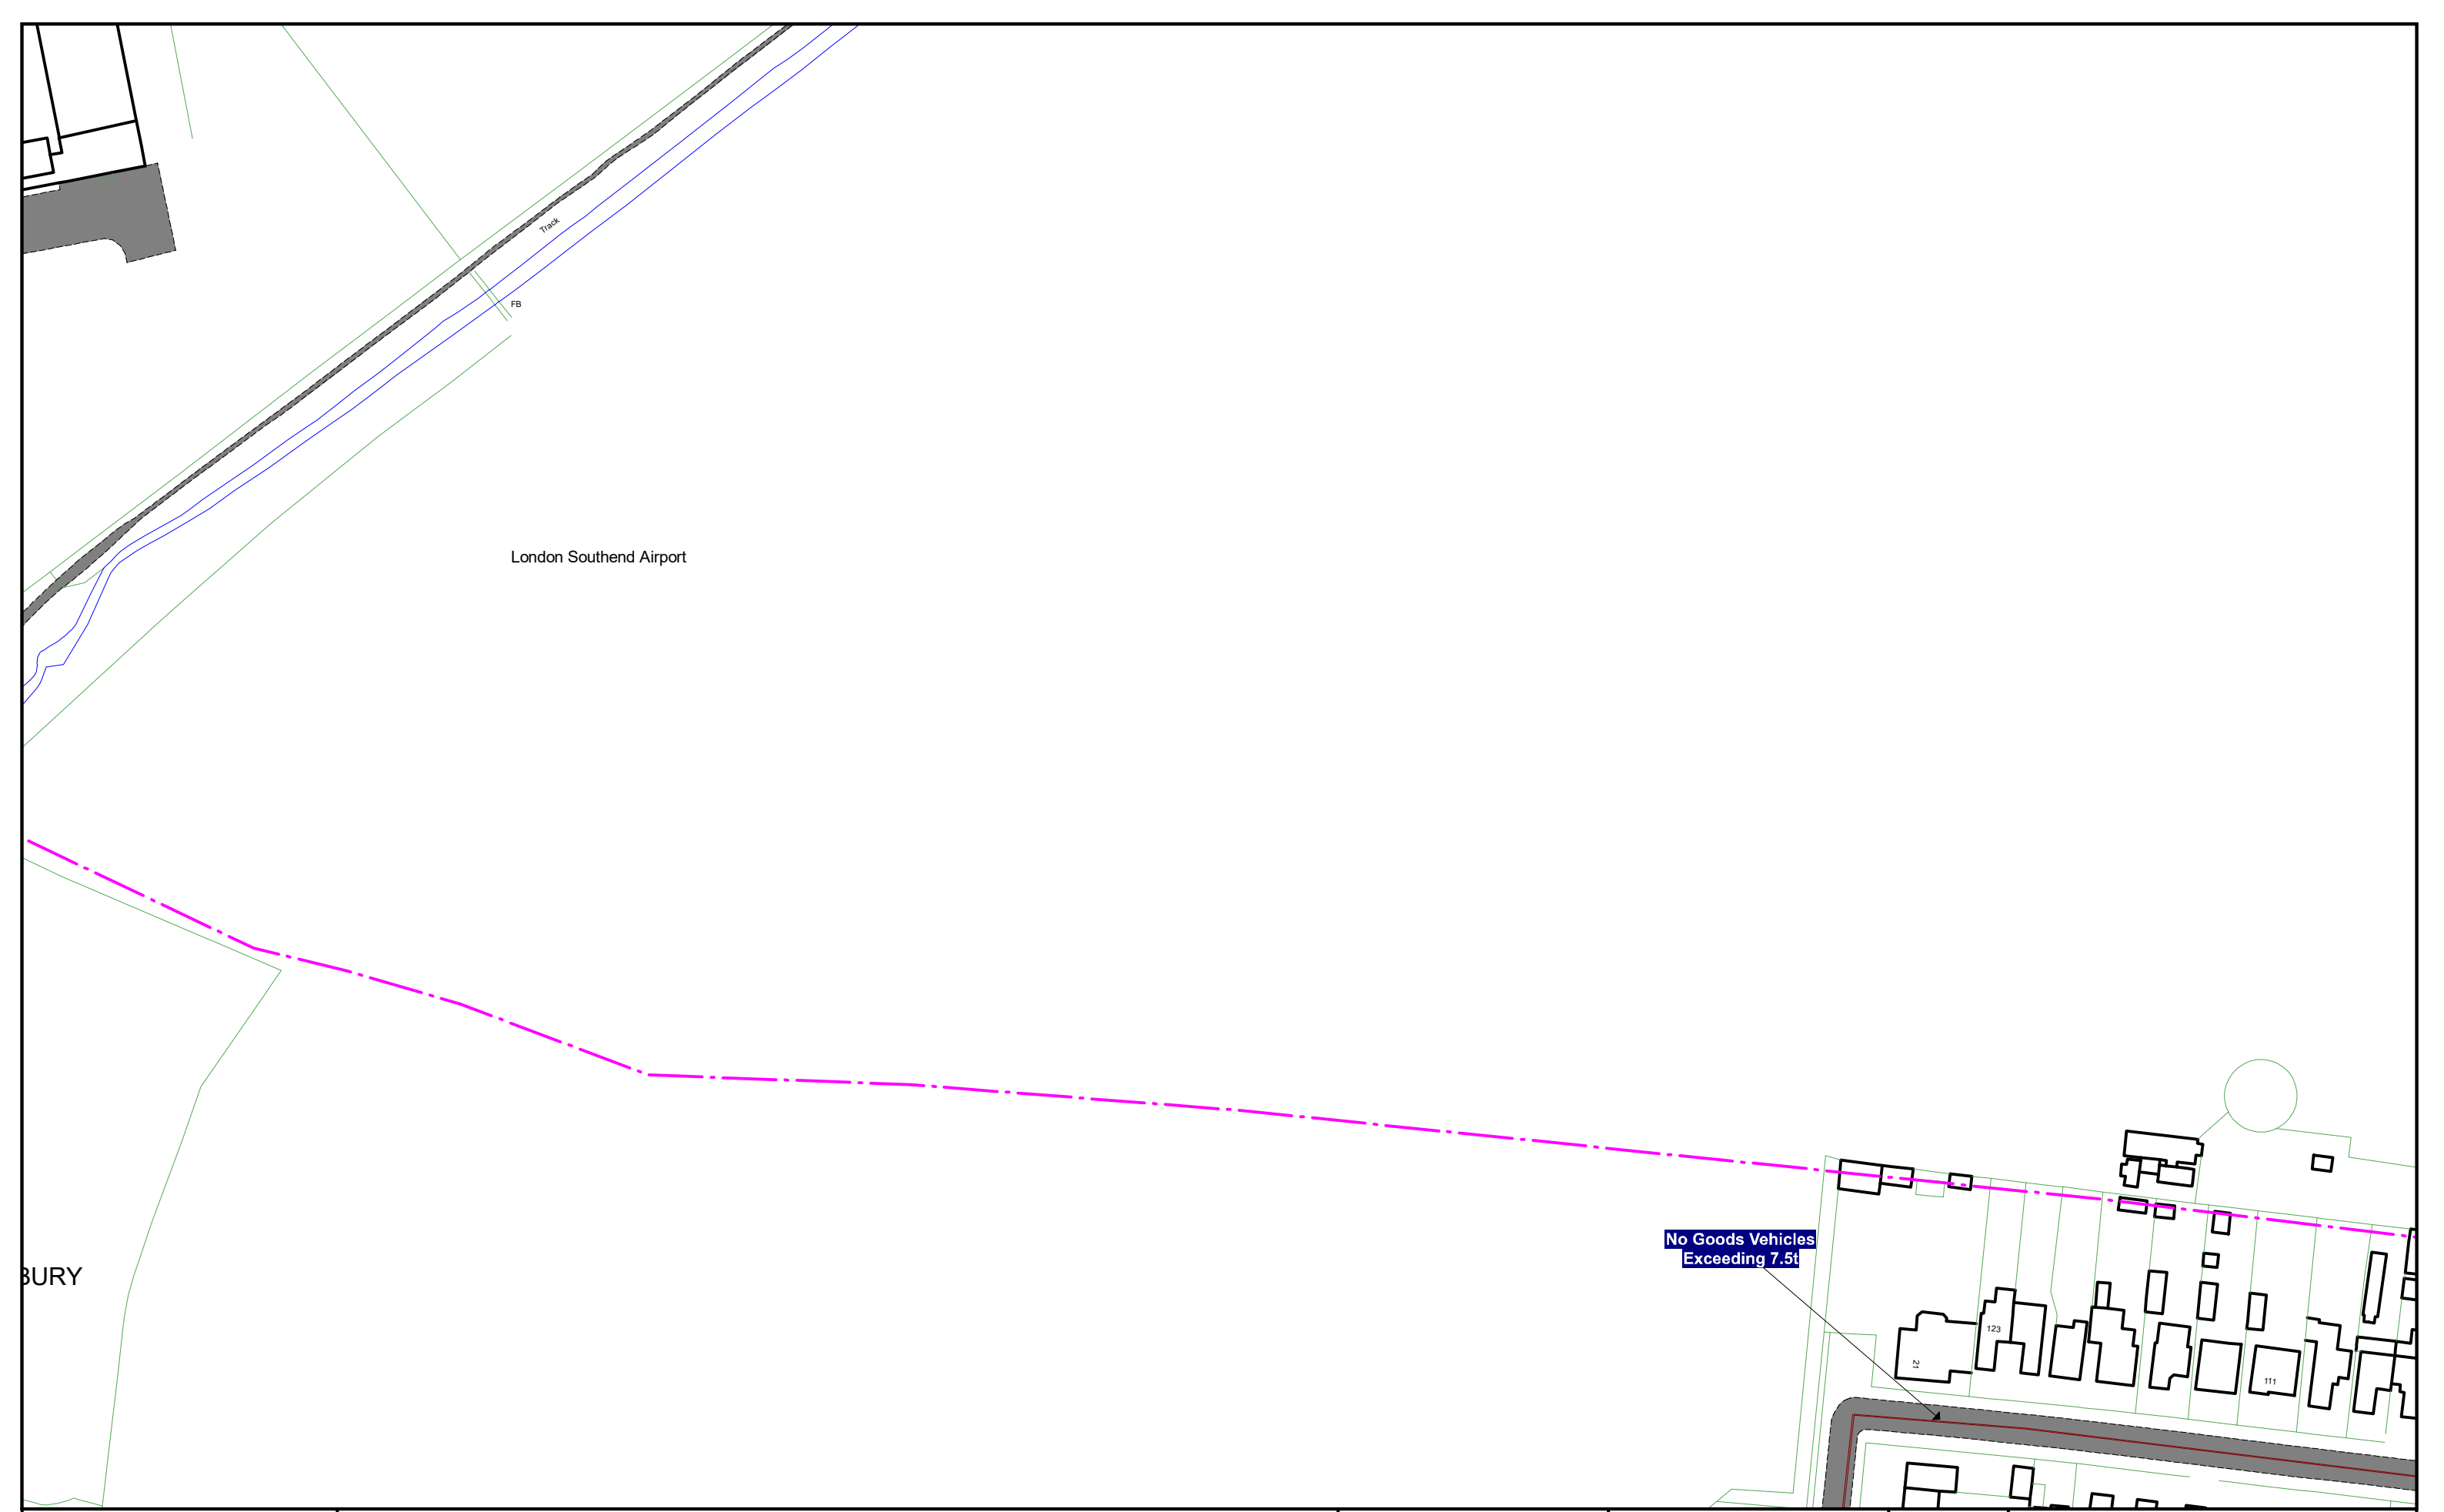 Track
FB
London Southend Airport
No Goods Vehicles
Exceeding 7.5t
BURY
123
21
111